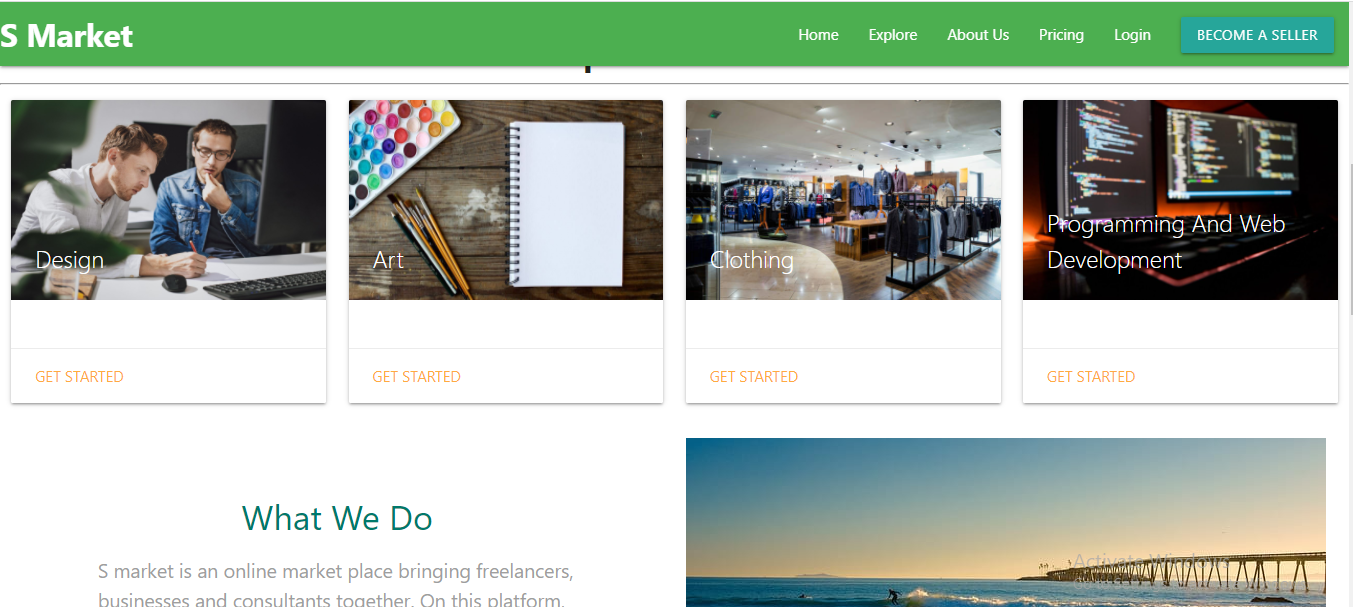 S Market
Home Explore About Us Pricing Login BECOME A SELLER
Design
Art
Clothing
Programming And Web
Development
GET STARTED GET STARTED GET STARTED GET STARTED
What We Do
S market is an online market place bringing freelancers,
businesses and consultants together. On this platform,
Activate Windows